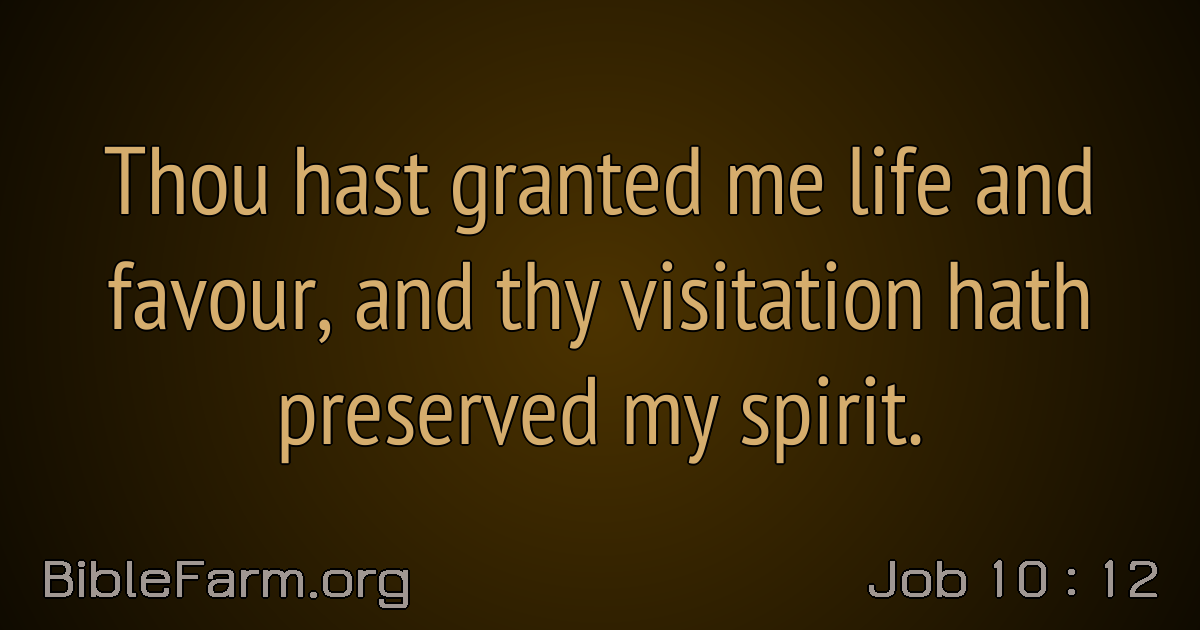 Thou hast granted me life and
favour, and thy visitation hath
preserved my spirit.
BibleFarm.org
Job 10 : 12